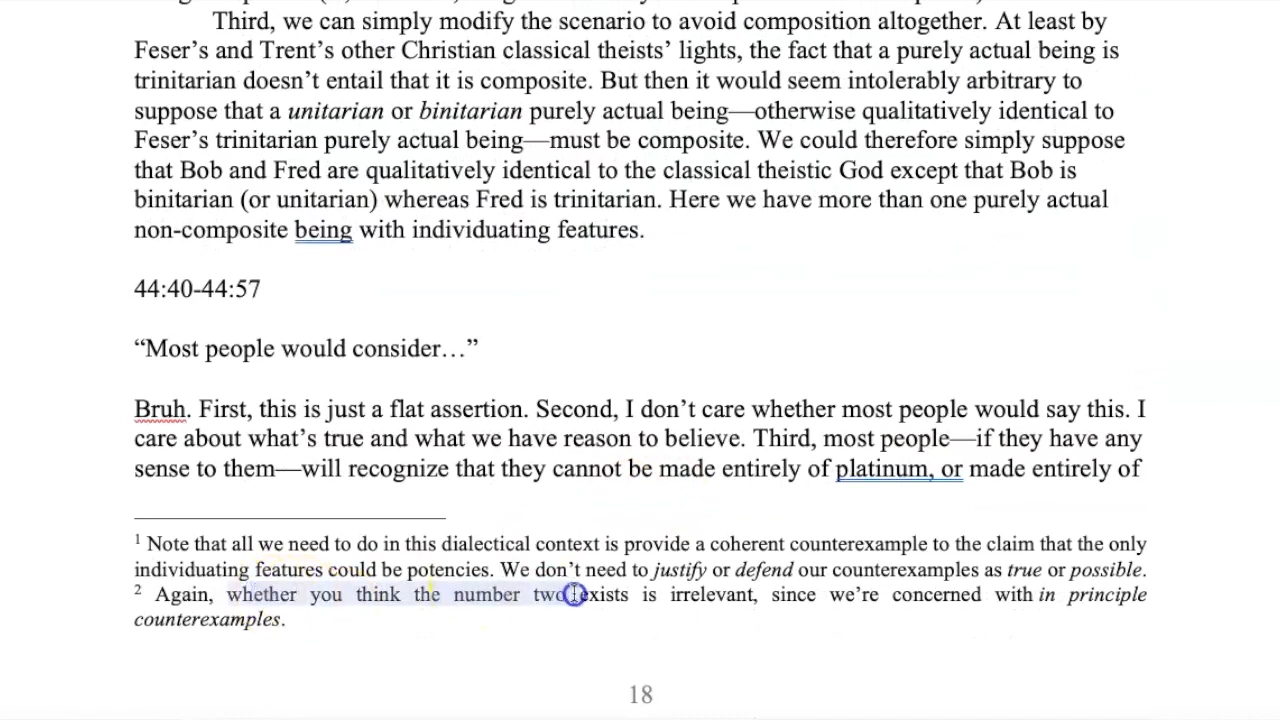 Third, we can simply modify the scenario to avoid composition altogether. At least by
Feser’s and Trent’s other Christian classical theists’ lights, the fact that a purely actual being is
trinitarian doesn’t entail that it is composite. But then it would seem intolerably arbitrary to
suppose that a unitarian or binitarian purely actual being—otherwise qualitatively identical to
Feser’s trinitarian purely actual being—must be composite. We could therefore simply suppose
that Bob and Fred are qualitatively identical to the classical theistic God except that Bob is
binitarian (or unitarian) whereas Fred is trinitarian. Here we have more than one purely actual
non-composite being with individuating features.
44:40-44:57
“Most people would consider…”
Bruh. First, this is just a flat assertion. Second, I don’t care whether most people would say this. I
care about what’s true and what we have reason to believe. Third, most people—if they have any
sense to them—will recognize that they cannot be made entirely of platinum, or made entirely of
1 Note that all we need to do in this dialectical context is provide a coherent counterexample to the claim that the only
individuating features could be potencies. We don’t need to justify or defend our counterexamples as true or possible.
2 Again, whether you think the number two exists is irrelevant, since we’re concerned with in principle
counterexamples.
18